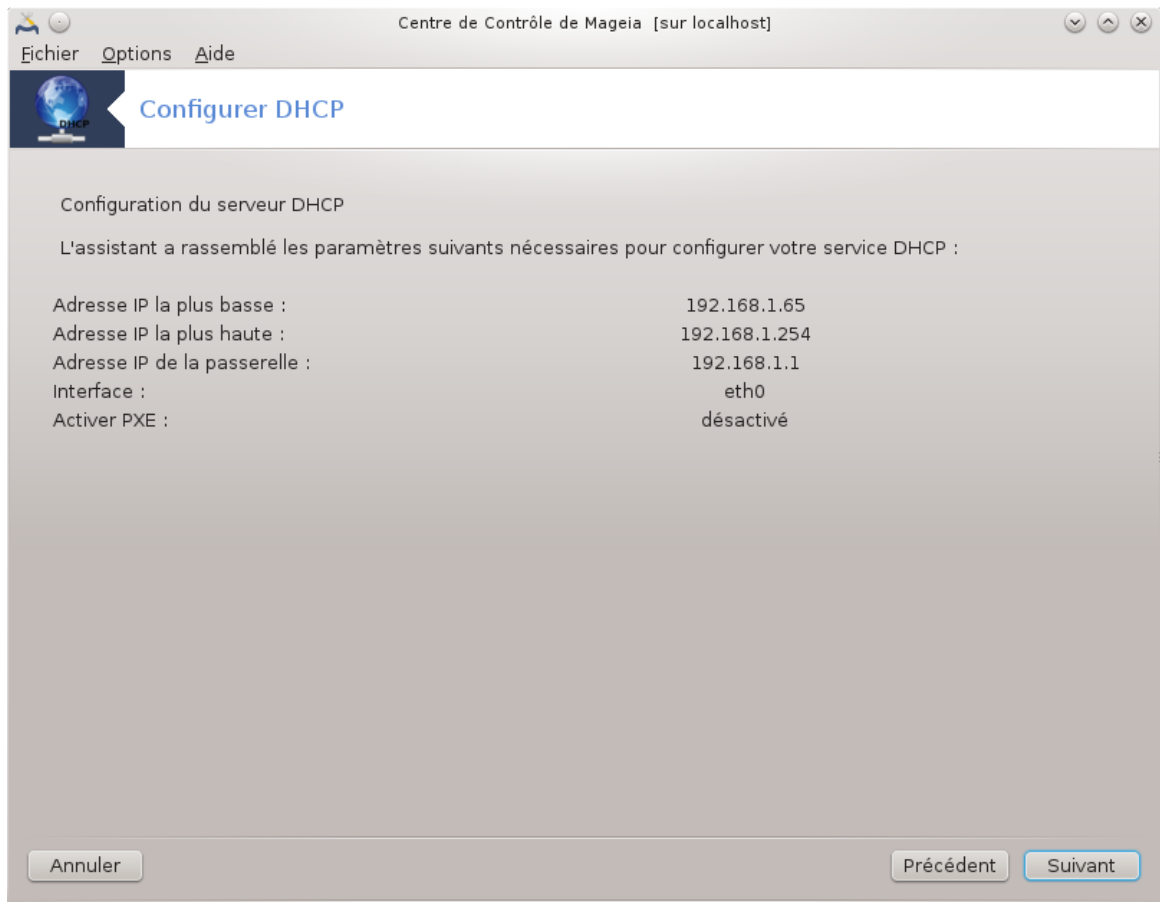 Centre de Contrôle de Mageia [sur localhost]
Fichier Options Aide
DHCP
Configurer DHCP
Configuration du serveur DHCP
L'assistant a rassemblé les paramètres suivants nécessaires pour configurer votre service DHCP :
Adresse IP la plus basse : 192.168.1.65
Adresse IP la plus haute : 192.168.1.254
Adresse IP de la passerelle : 192.168.1.1
Interface : eth0
Activer PXE : désactivé
Annuler Précédent Suivant